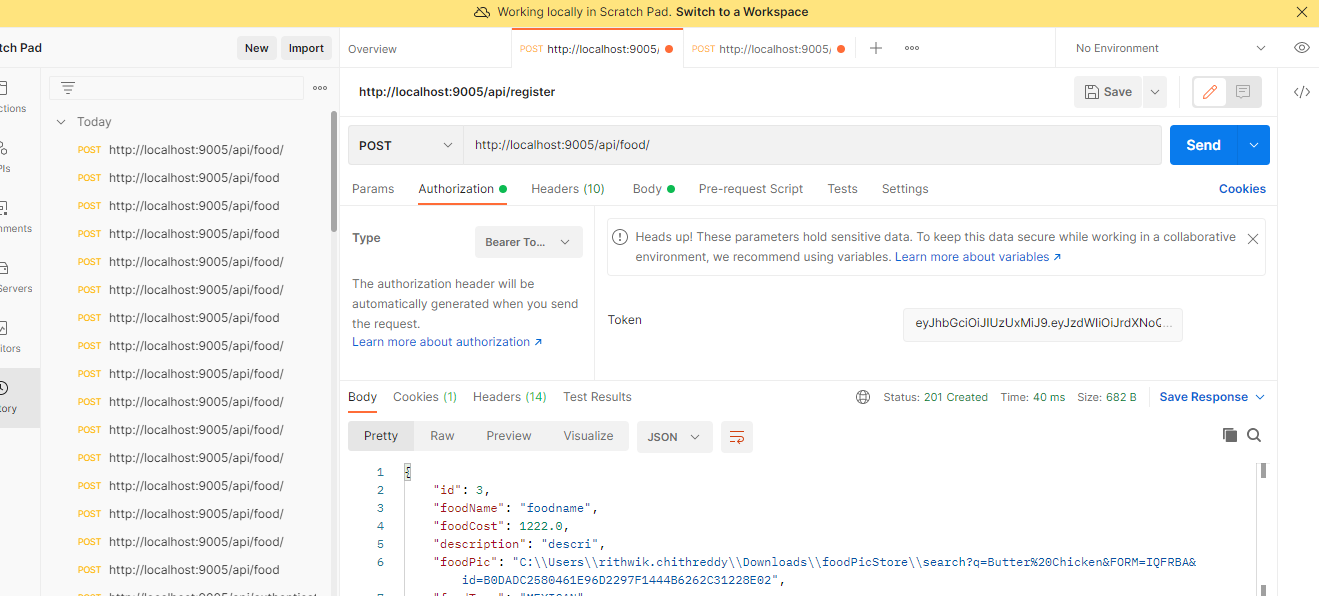 Working locally in Scratch Pad. Switch to a Workspace
tch Pad
New
Import
Overview
POST http://localhost:9005/
POST http://localhost:9005/
No Environment
ctions
PIs
nments
Servers
itors
tory
Today
POST http://localhost:9005/api/food/
POST http://localhost:9005/api/food
POST http://localhost:9005/api/food
POST http://localhost:9005/api/food
POST http://localhost:9005/api/food/
POST http://localhost:9005/api/food/
POST http://localhost:9005/api/food/
POST http://localhost:9005/api/food/
POST http://localhost:9005/api/food/
POST http://localhost:9005/api/food/
POST http://localhost:9005/api/food/
POST http://localhost:9005/api/food/
POST http://localhost:9005/api/food/
POST http://localhost:9005/api/food/
POST http://localhost:9005/api/food/
POST http://localhost:9005/api/food
http://localhost:9005/api/register
Save
POST
http://localhost:9005/api/food/
Send
Params
Authorization
Headers (10)
Body
Pre-request Script
Tests
Settings
Cookies
Type
Bearer To...
The authorization header will be
automatically generated when you send
the request.
Learn more about authorization ↗
Heads up! These parameters hold sensitive data. To keep this data secure while working in a collaborative
environment, we recommend using variables. Learn more about variables ↗
Token
eyJhbGciOiJIUzUxMiJ9.eyJzdWIiOiJrdXNoQ...
Body
Cookies (1)
Headers (14)
Test Results
Status: 201 Created
Time: 40 ms
Size: 682 B
Save Response
Pretty
Raw
Preview
Visualize
JSON
1 {
2 "id": 3,
3 "foodName": "foodname",
4 "foodCost": 1222.0,
5 "description": "descri",
6 "foodPic": "C:\\Users\\rithwik.chithreddy\\Downloads\\foodPicStore\\search?q=Butter%20Chicken&FORM=IQFRBA&
id=B0DADC2580461E96D2297F1444B6262C31228E02",